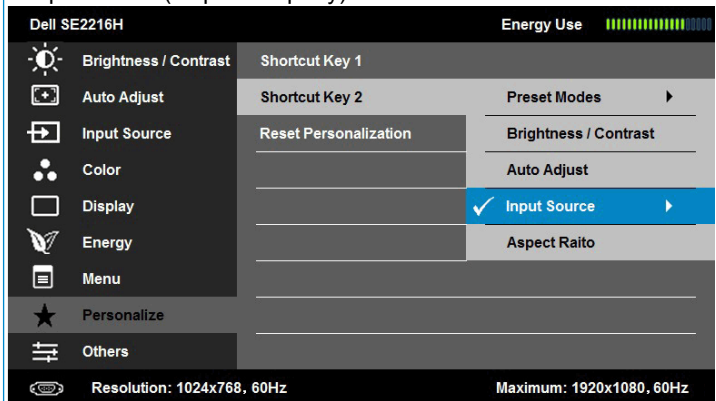 Dell SE2216H Energy Use
Brightness / Contrast Shortcut Key 1
Auto Adjust Shortcut Key 2 Preset Modes
Input Source Reset Personalization Brightness / Contrast
Color Auto Adjust
Display Input Source
Energy Aspect Raito
Menu
Personalize
Others
Resolution: 1024x768, 60Hz Maximum: 1920x1080, 60Hz